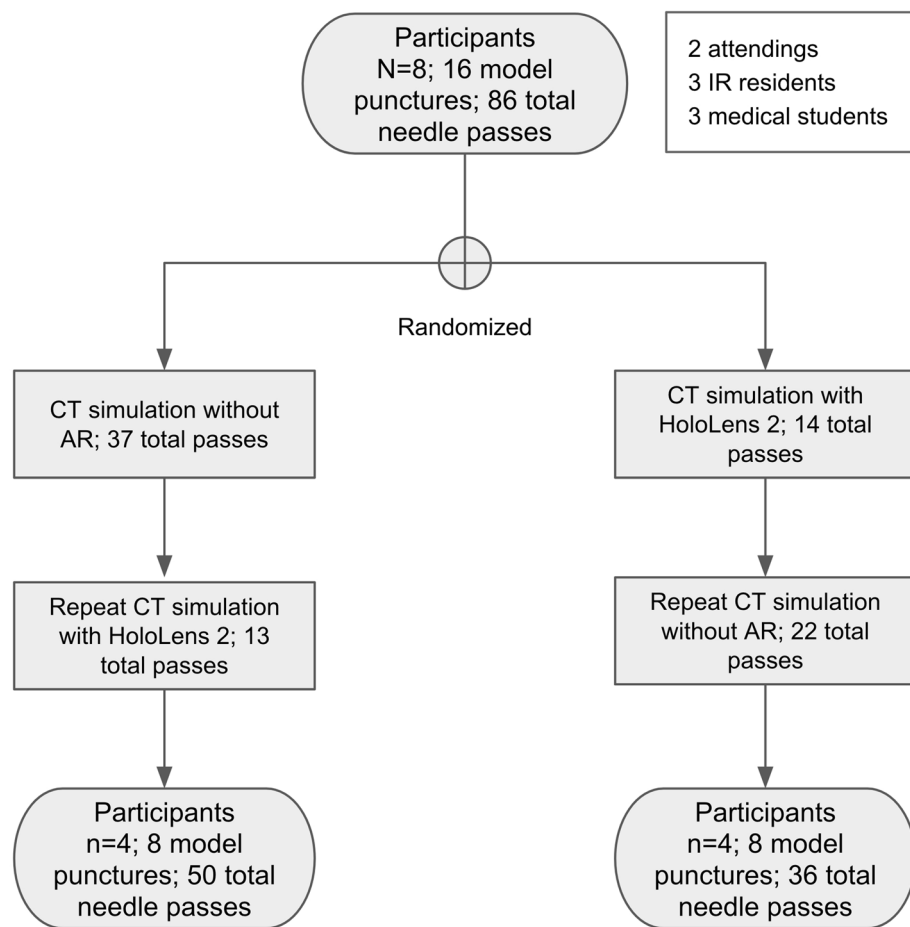 Participants
N=8; 16 model
punctures; 86 total
needle passes
2 attendings
3 IR residents
3 medical students
Randomized
CT simulation without
AR; 37 total passes
CT simulation with
HoloLens 2; 14 total
passes
Repeat CT simulation
with HoloLens 2; 13
total passes
Repeat CT simulation
without AR; 22 total
passes
Participants
n=4; 8 model
punctures; 50 total
needle passes
Participants
n=4; 8 model
punctures; 36 total
needle passes